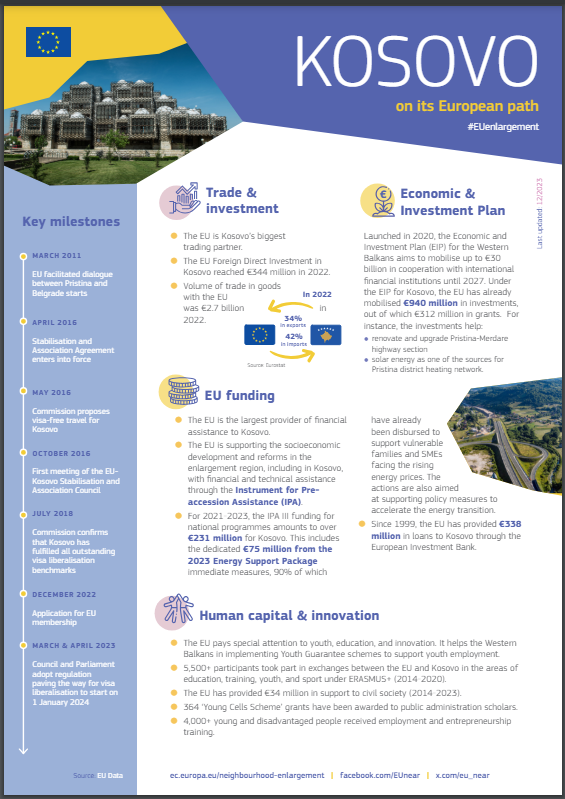 KOSOVO
on its European path
#EUenlargement
Last updated: 12/2023
Key milestones
MARCH 2011
EU facilitated dialogue
between Pristina and
Belgrade starts
APRIL 2016
Stabilisation and
Association Agreement
enters into force
MAY 2016
Commission proposes
visa-free travel for
Kosovo
OCTOBER 2016
First meeting of the EU-
Kosovo Stabilisation and
Association Council
JULY 2018
Commission confirms
that Kosovo has
fulfilled all outstanding
visa liberalisation
benchmarks
DECEMBER 2022
Application for EU
membership
MARCH & APRIL 2023
Council and Parliament
adopt regulation
paving the way for visa
liberalisation to start on
1 January 2024
Source: EU Data
Trade &
investment
The EU is Kosovo's biggest
trading partner.
The EU Foreign Direct Investment in
Kosovo reached €344 million in 2022.
Volume of trade in goods
with the EU
was €2.7 billion in
2022.
In 2022
34%
in exports
42%
in imports
Source: Eurostat
Economic &
Investment Plan
Launched in 2020, the Economic and
Investment Plan (EIP) for the Western
Balkans aims to mobilise up to €30
billion in cooperation with international
financial institutions until 2027. Under
the EIP for Kosovo, the EU has already
mobilised €940 million in investments,
out of which €312 million in grants. For
instance, the investments help:
renovate and upgrade Pristina-Merdare
highway section
solar energy as one of the sources for
Pristina district heating network.
EU funding
The EU is the largest provider of financial
assistance to Kosovo.
The EU is supporting the socioeconomic
development and reforms in the
enlargement region, including in Kosovo,
with financial and technical assistance
through the Instrument for Pre-
accession Assistance (IPA).
For 2021-2023, the IPA III funding for
national programmes amounts to over
€231 million for Kosovo. This includes
the dedicated €75 million from the
2023 Energy Support Package
immediate measures, 90% of which
have already
been disbursed to
support vulnerable
families and SMEs
facing the rising
energy prices. The
actions are also aimed
at supporting policy measures to
accelerate the energy transition.
Since 1999, the EU has provided €338
million in loans to Kosovo through the
European Investment Bank.
Human capital & innovation
The EU pays special attention to youth, education, and innovation. It helps the Western
Balkans in implementing Youth Guarantee schemes to support youth employment.
5,500+ participants took part in exchanges between the EU and Kosovo in the areas of
education, training, youth, and sport under ERASMUS+ (2014-2020).
The EU has provided €34 million in support to civil society (2014-2023).
364 'Young Cells Scheme' grants have been awarded to public administration scholars.
4,000+ young and disadvantaged people received employment and entrepreneurship
training.
ec.europa.eu/neighbourhood-enlargement | facebook.com/EUnear | x.com/eu_near